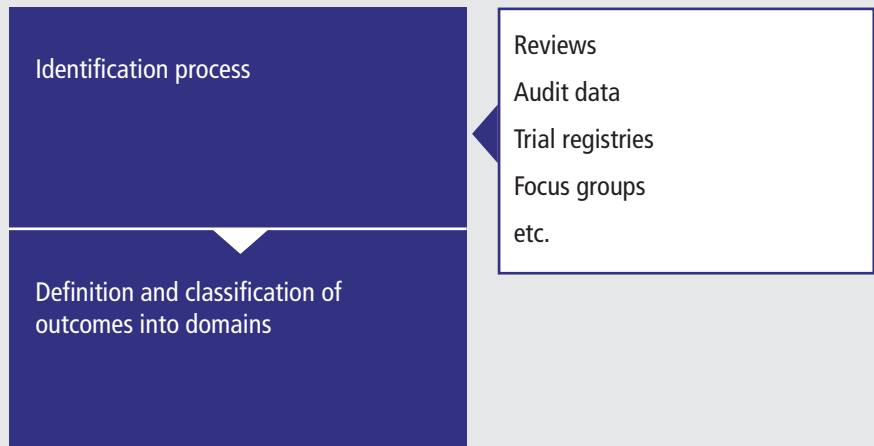 Identification process
Reviews
Audit data
Trial registries
Focus groups
etc.
Definition and classification of
outcomes into domains